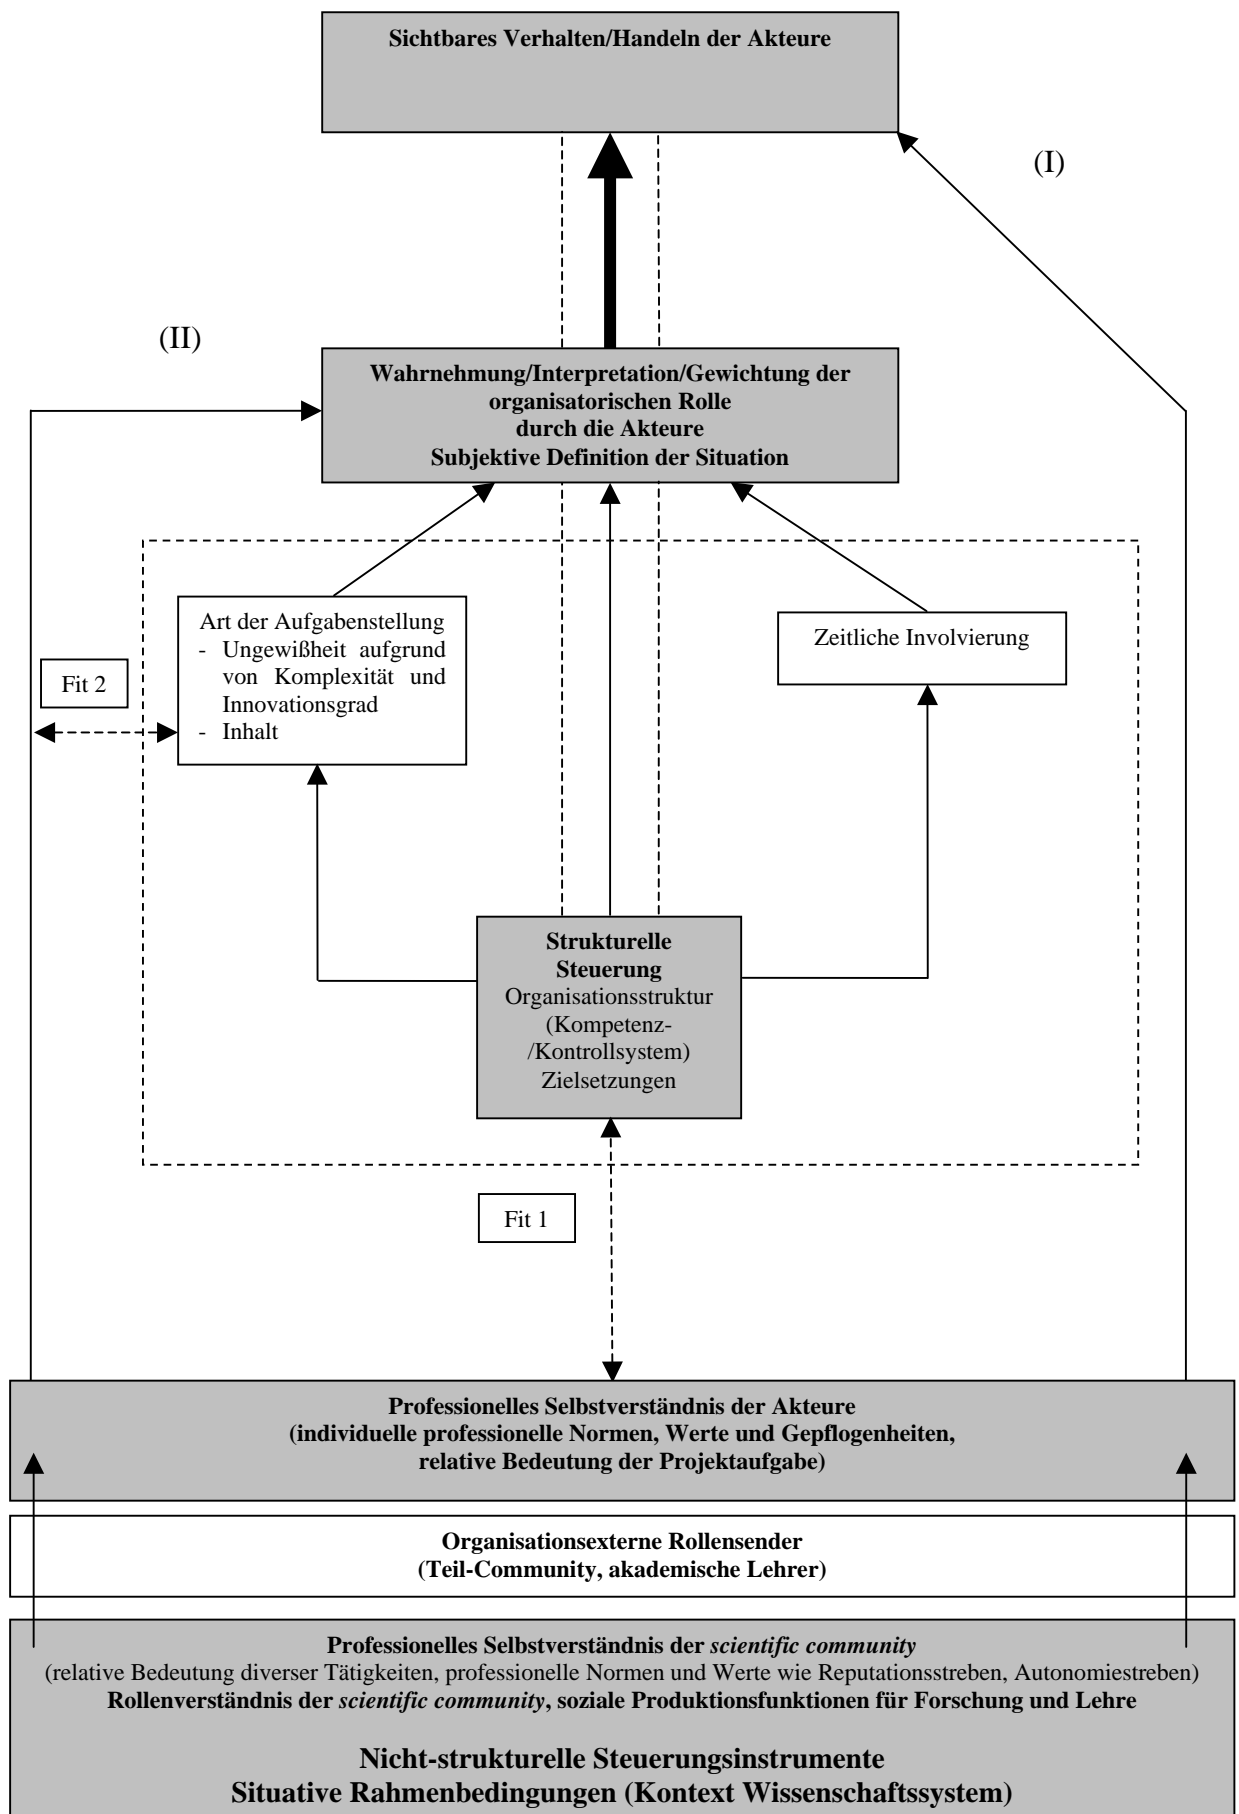 Sichtbares Verhalten/Handeln der Akteure
(I)
(II)
Wahrnehmung/Interpretation/Gewichtung der
organisatorischen Rolle
durch die Akteure
Subjektive Definition der Situation
Art der Aufgabenstellung
- Ungewißheit aufgrund
von Komplexität und
Innovationsgrad
- Inhalt
Zeitliche Involvierung
Fit 2
Strukturelle
Steuerung
Organisationsstruktur
(Kompetenz-
/Kontrollsystem)
Zielsetzungen
Fit 1
Professionelles Selbstverständnis der Akteure
(individuelle professionelle Normen, Werte und Gepflogenheiten,
relative Bedeutung der Projektaufgabe)
Organisationsexterne Rollensender
(Teil-Community, akademische Lehrer)
Professionelles Selbstverständnis der scientific community
(relative Bedeutung diverser Tätigkeiten, professionelle Normen und Werte wie Reputationsstreben, Autonomiestreben)
Rollenverständnis der scientific community, soziale Produktionsfunktionen für Forschung und Lehre
Nicht-strukturelle Steuerungsinstrumente
Situative Rahmenbedingungen (Kontext Wissenschaftssystem)